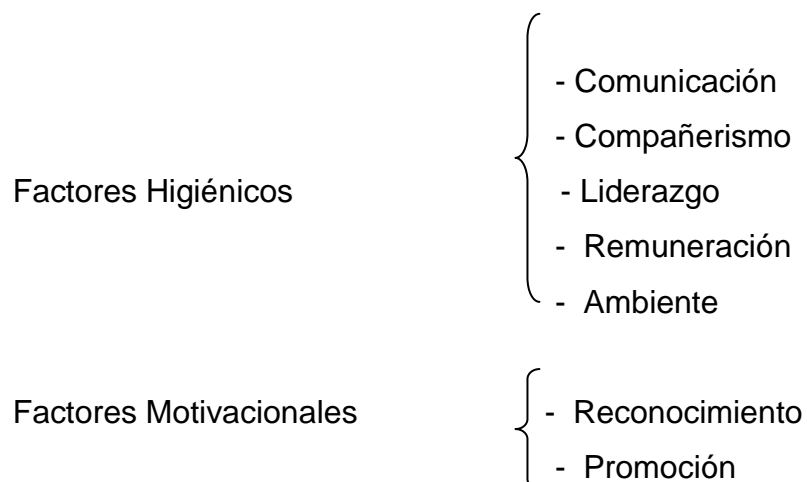 - Comunicación
- Compañerismo
Factores Higiénicos - Liderazgo
- Remuneración
- Ambiente
Factores Motivacionales - Reconocimiento
- Promoción